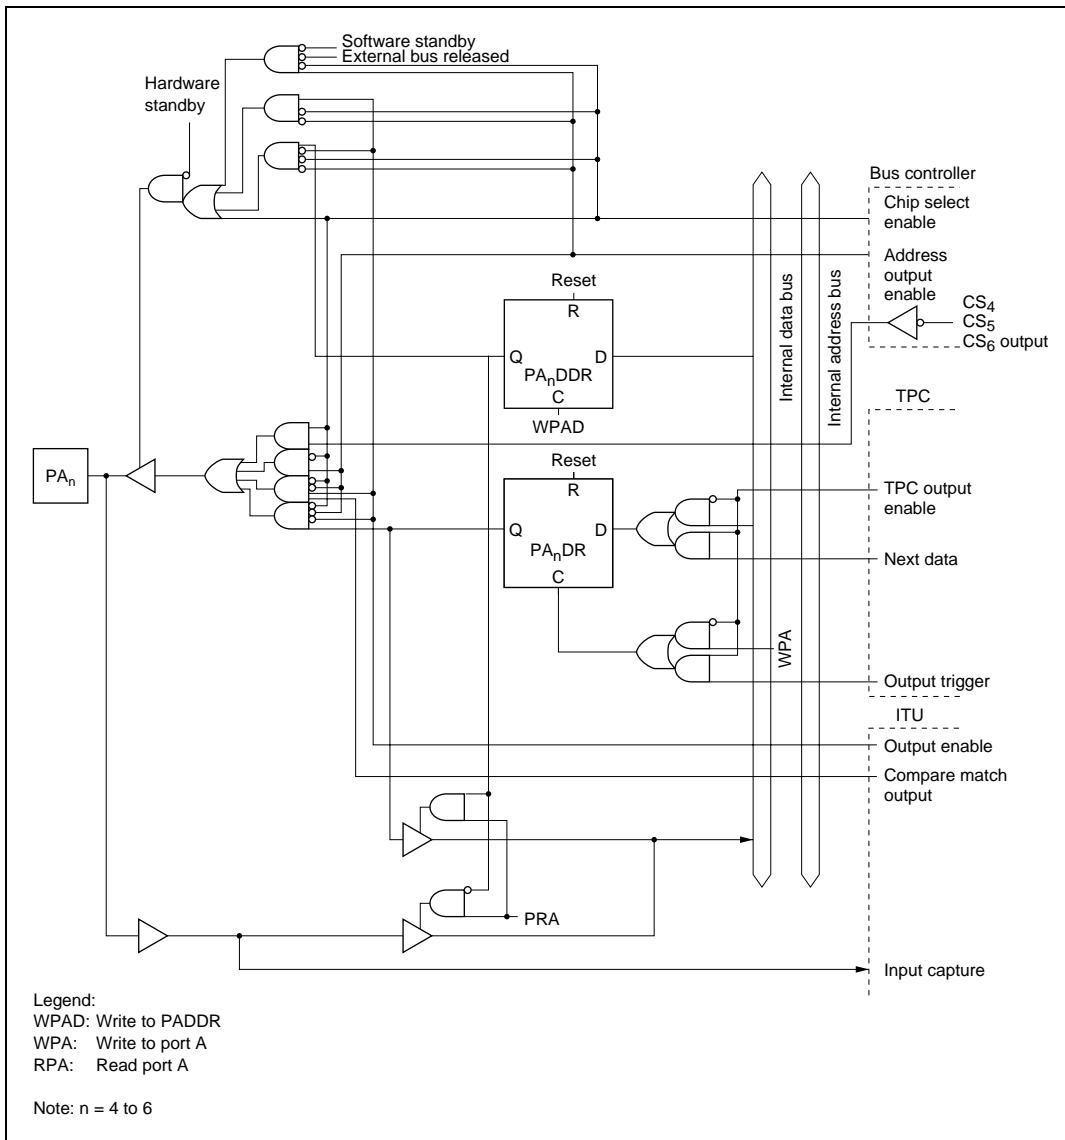 Software standby
External bus released
Hardware
standby
Bus controller
Chip select
enable
Address
output
enable
Internal data bus
Internal address bus
CS4
CS5
CS6 output
Reset
R
Q
D
PAnDDR
C
WPAD
TPC
PAn
Reset
R
Q
D
PAnDR
C
TPC output
enable
Next data
WPA
Output trigger
ITU
Output enable
Compare match
output
PRA
Input capture
Legend:
WPAD: Write to PADDR
WPA: Write to port A
RPA: Read port A
Note: n = 4 to 6